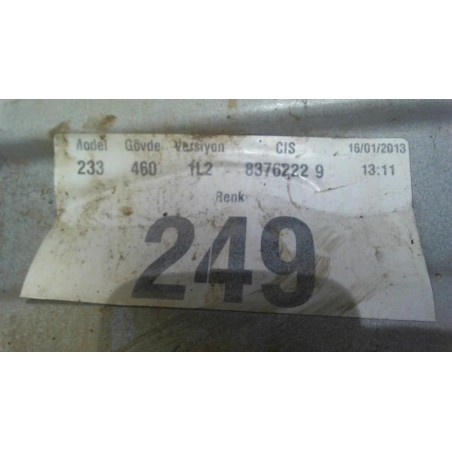 Model Gövde Versiyon CIS 16/01/2013
233 460 1L2 8376222 9 13:11
Renk
249